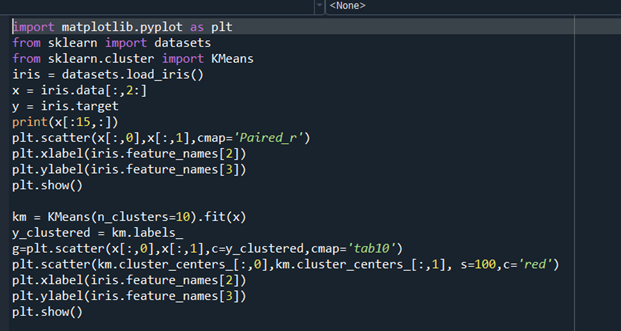 <None>
import matplotlib.pyplot as plt
from sklearn import datasets
from sklearn.cluster import KMeans
iris = datasets.load_iris()
x = iris.data[:,2:]
y = iris.target
print(x[:15,:])
plt.scatter(x[:,0],x[:,1],cmap='Paired_r')
plt.xlabel(iris.feature_names[2])
plt.ylabel(iris.feature_names[3])
plt.show()

km = KMeans(n_clusters=10).fit(x)
y_clustered = km.labels_
g=plt.scatter(x[:,0],x[:,1],c=y_clustered,cmap='tab10')
plt.scatter(km.cluster_centers_[:,0],km.cluster_centers_[:,1], s=100,c='red')
plt.xlabel(iris.feature_names[2])
plt.ylabel(iris.feature_names[3])
plt.show()